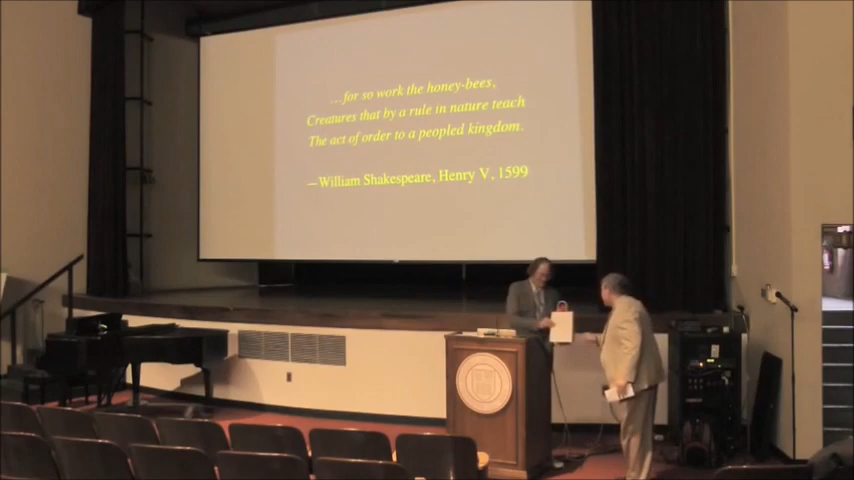 …for so work the honey-bees,
Creatures that by a rule in nature teach
The act of order to a peopled kingdom.
—William Shakespeare, Henry V, 1599